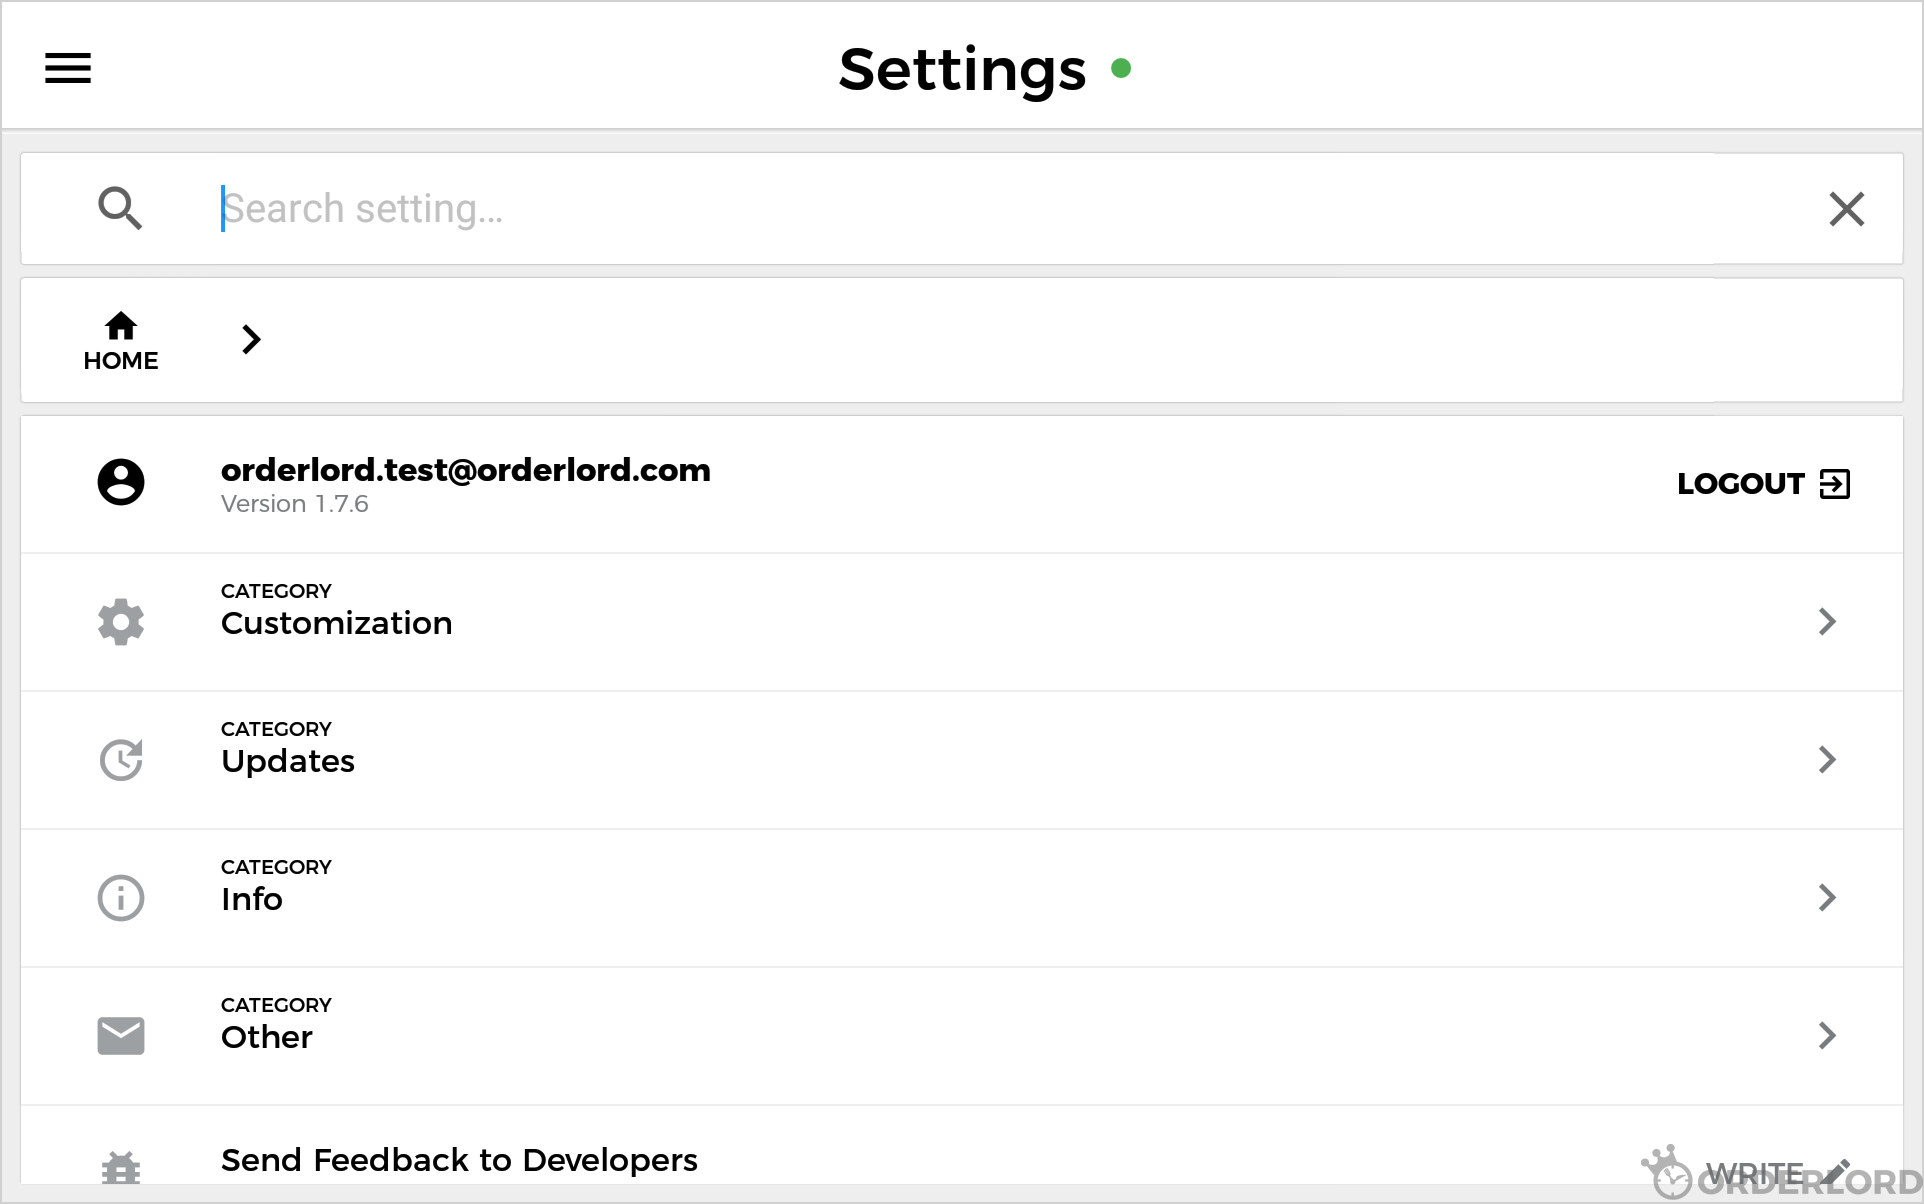 Settings
Search setting...
HOME
orderlord.test@orderlord.com
Version 1.7.6
LOGOUT
CATEGORY
Customization
CATEGORY
Updates
CATEGORY
Info
CATEGORY
Other
Send Feedback to Developers
WRITE
ORDERLORD